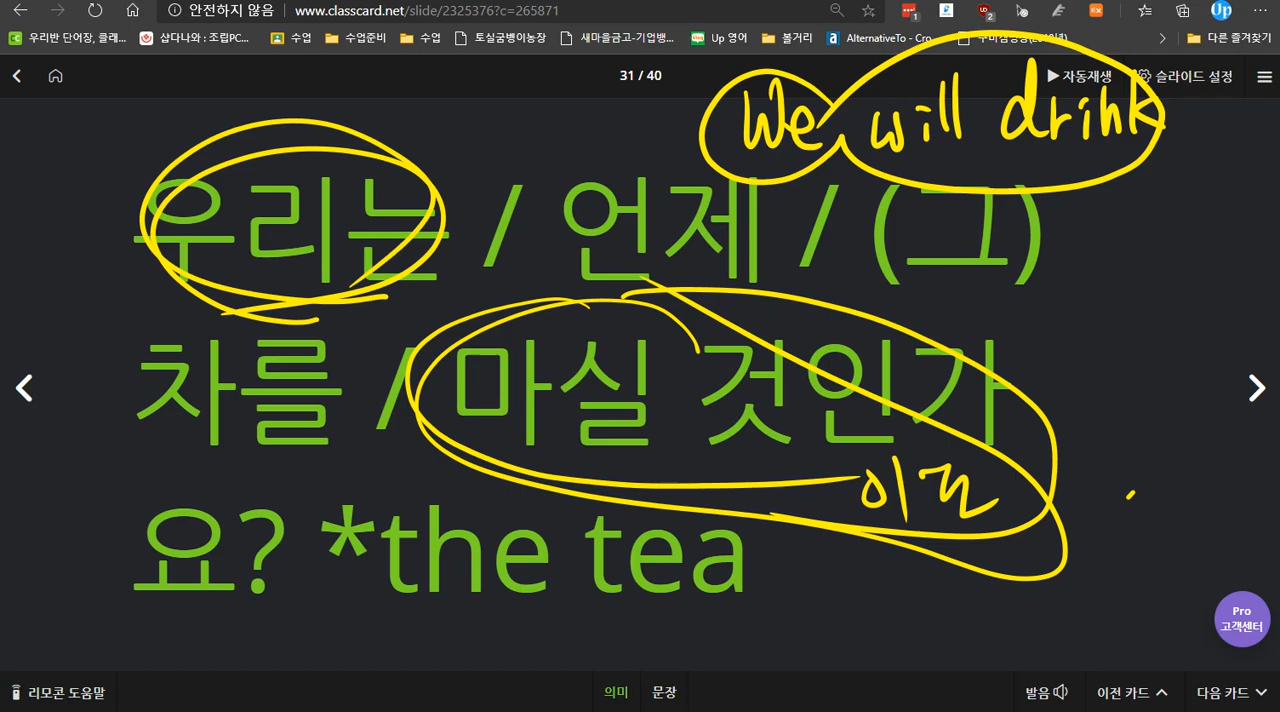 안전하지 않음 www.classcard.net/slide/2325376?c=265871
우리반 단어장, 클래... 샵다나와 : 조립PC... 수업 수업준비 수업 토실굼벵이농장 새마을금고-기업뱅... Up 영어 볼거리 AlternativeTo - Cro... 다른 즐겨찾기
31 / 40 자동재생 슬라이드 설정
We will drink
우리는 / 언제 / (그)
차를 / 마실 것인가
요? *the tea
Pro
고객센터
리모콘 도움말 의미 문장 발음 이전 카드 다음 카드